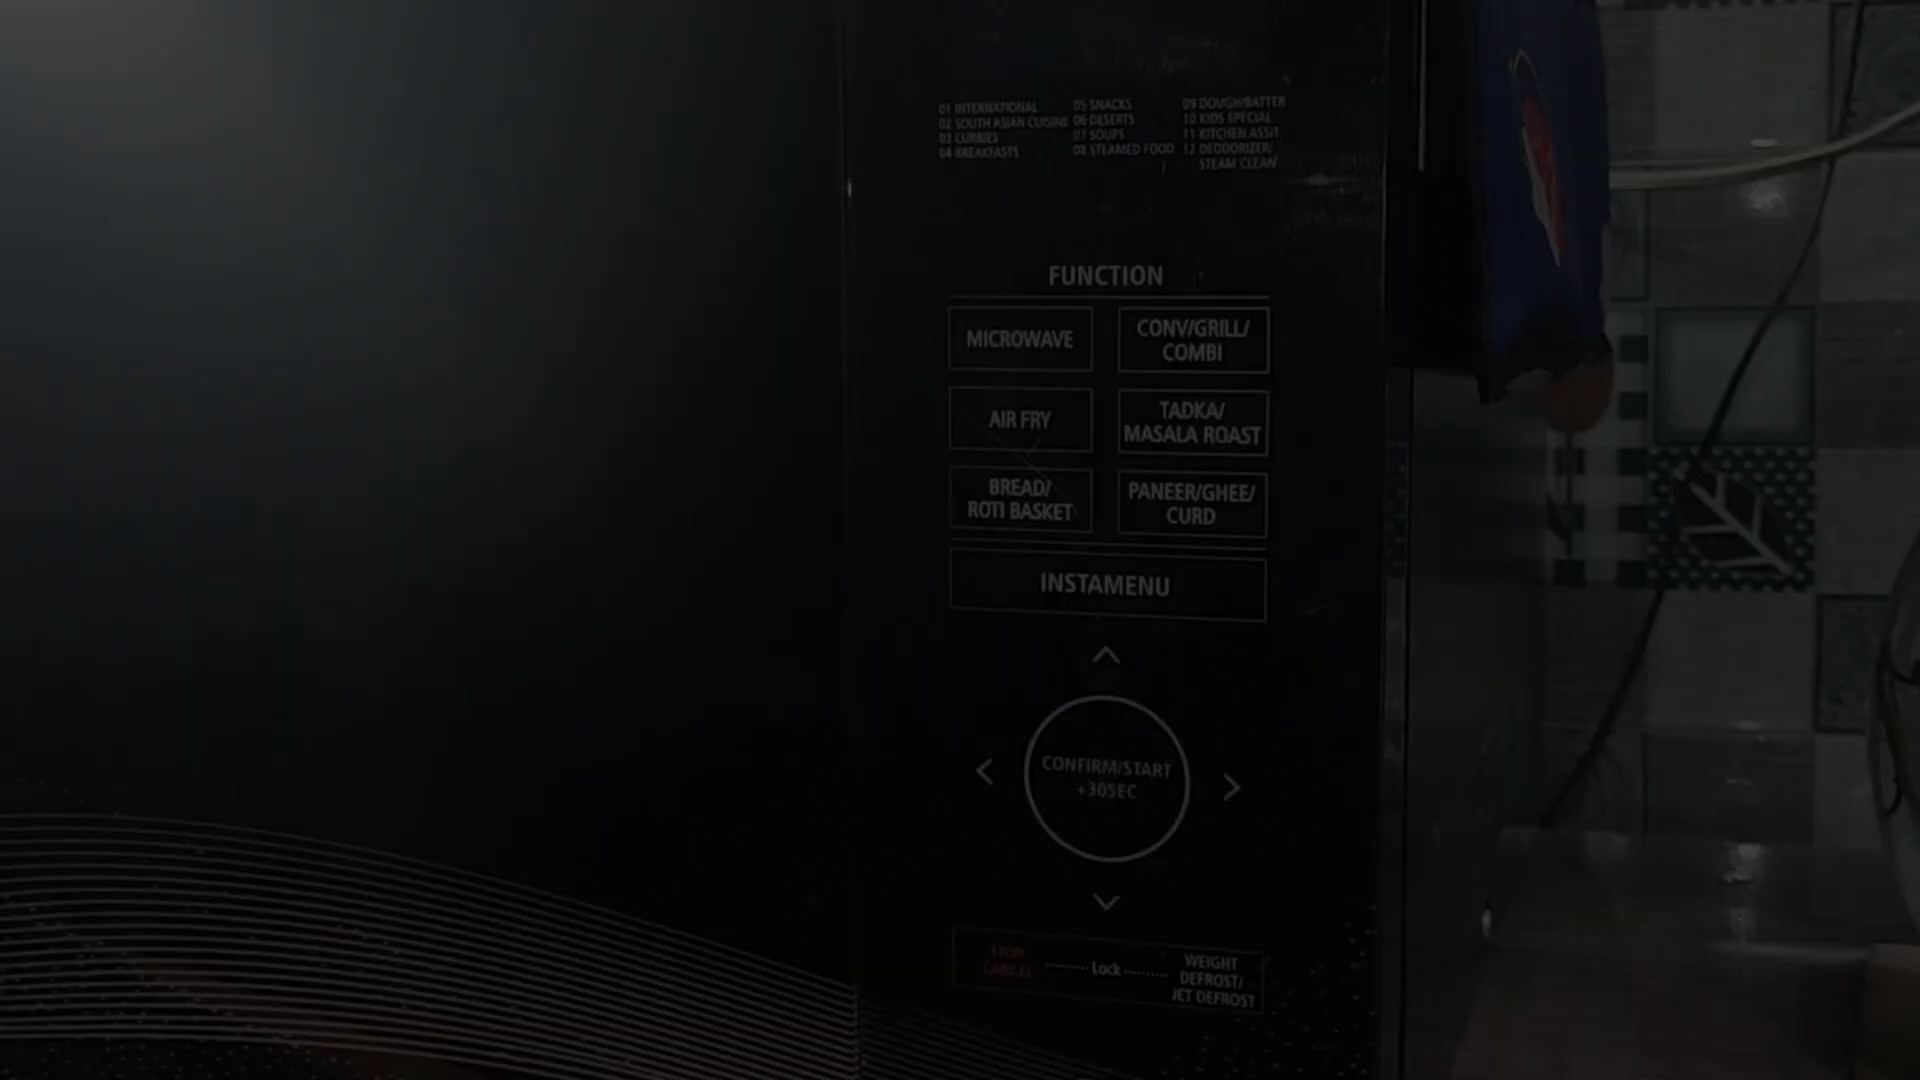 01 INTERNATIONAL
02 SOUTH ASIAN CUISINE
03 CURRIES
04 BREAKFASTS
05 SNACKS
06 DESERTS
07 SOUPS
08 STEAMED FOOD
09 DOUGH/BATTER
10 KIDS SPECIAL
11 KITCHEN ASSIT.
12 DEODORIZER/
STEAM CLEAN
FUNCTION
MICROWAVE
CONV/GRILL/
COMBI
AIR FRY
TADKA/
MASALA ROAST
BREAD/
ROTI BASKET
PANEER/GHEE/
CURD
INSTAMENU
CONFIRM/START
+30SEC
STOP/
CANCEL
Lock
WEIGHT
DEFROST/
JET DEFROST